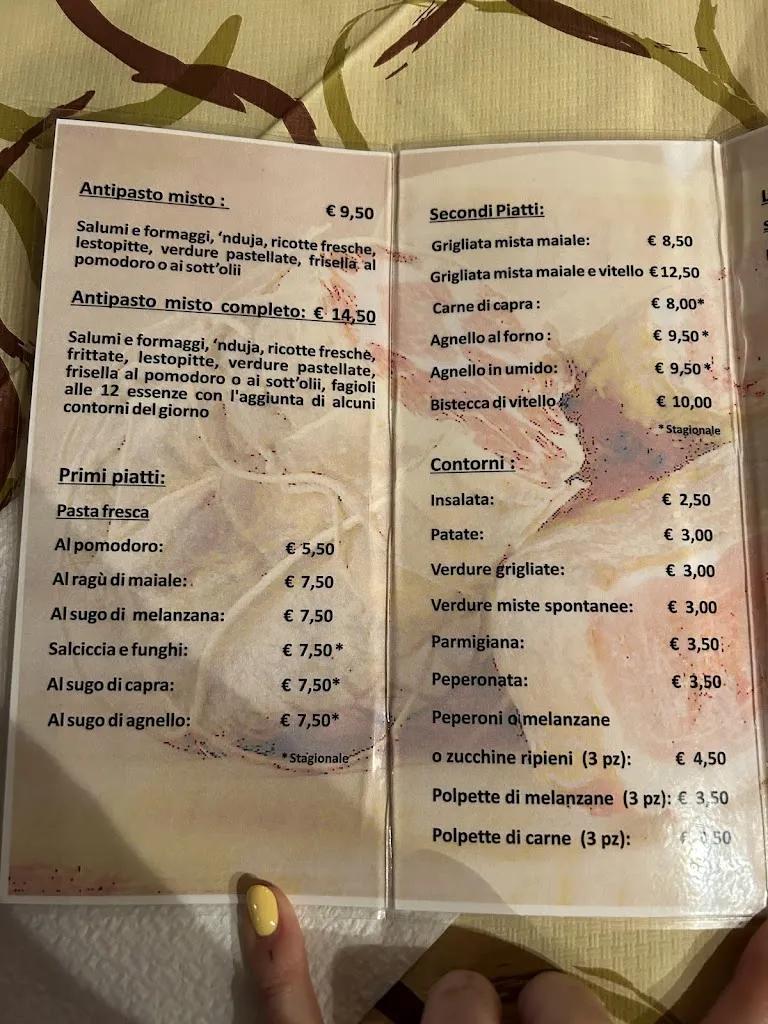 Antipasto misto :
€ 9,50
Salumi e formaggi, 'nduja, ricotte fresche,
lestopitte, verdure pastellate, frisella al
pomodoro o ai sott'olii
Antipasto misto completo: € 14,50
Salumi e formaggi, 'nduja, ricotte fresche,
frittate, lestopitte, verdure pastellate,
frisella al pomodoro o ai sott'olii, fagioli
alle 12 essenze con l'aggiunta di alcuni
contorni del giorno
Primi piatti:
Pasta fresca
Al pomodoro: € 5,50
Al ragù di maiale: € 7,50
Al sugo di melanzana: € 7,50
Salciccia e funghi: € 7,50*
Al sugo di capra: € 7,50*
Al sugo di agnello: € 7,50*
*Stagionale
Secondi Piatti:
Grigliata mista maiale: € 8,50
Grigliata mista maiale e vitello €12,50
Carne di capra : € 8,00*
Agnello al forno : € 9,50*
Agnello in umido: € 9,50*
Bistecca di vitello: € 10,00
*Stagionale
Contorni :
Insalata: € 2,50
Patate: € 3,00
Verdure grigliate: € 3,00
Verdure miste spontanee: € 3,00
Parmigiana: € 3,50
Peperonata: € 3,50
Peperoni o melanzane
o zucchine ripieni (3 pz): € 4,50
Polpette di melanzane (3 pz): € 3,50
Polpette di carne (3 pz): €